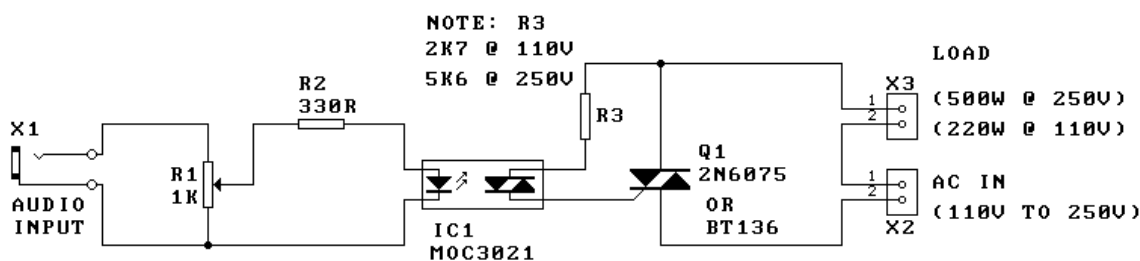 NOTE: R3
2K7 @ 110V
5K6 @ 250V
LOAD
R2
330R
X3
1
2
(500W @ 250V)
(220W @ 110V)
R3
X1
R1
1K
Q1
2N6075
OR
BT136
1
2
AC IN
(110V TO 250V)
X2
AUDIO
INPUT
IC1
MOC3021